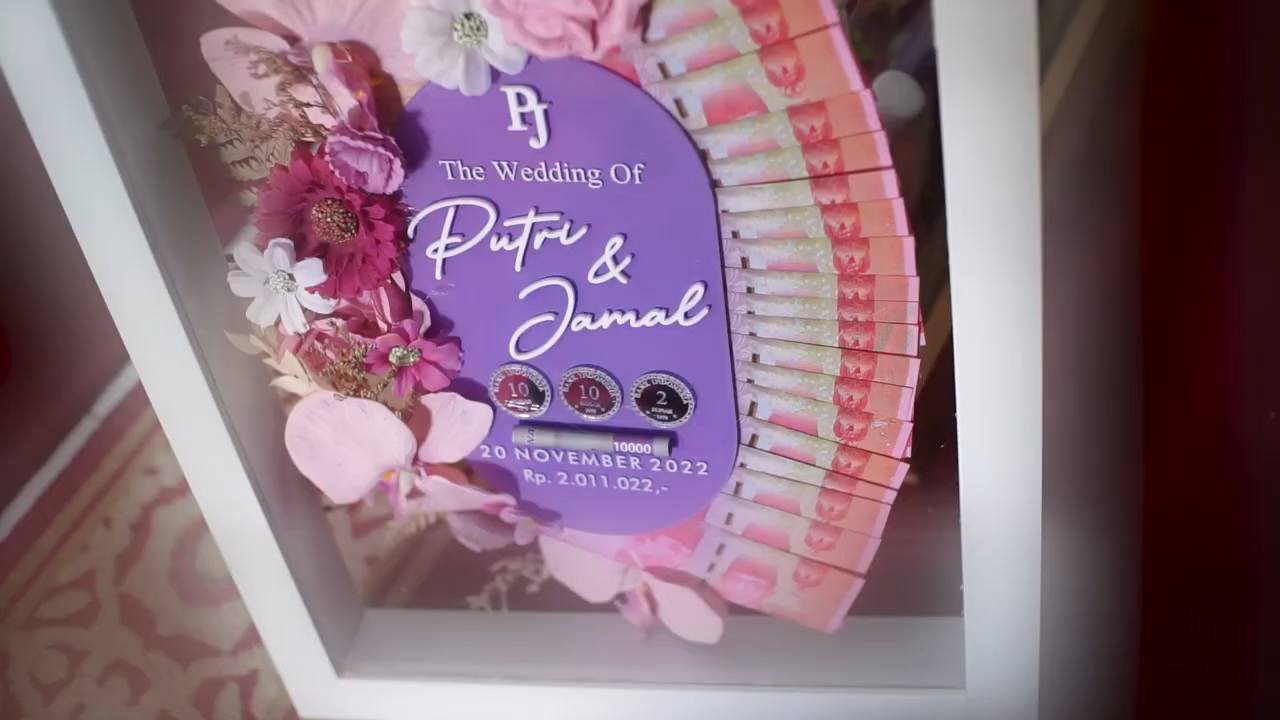 PJ
The Wedding Of
Putri
&
Jamal
10
10
2
10000
20 NOVEMBER 2022
Rp. 2.011.022,-